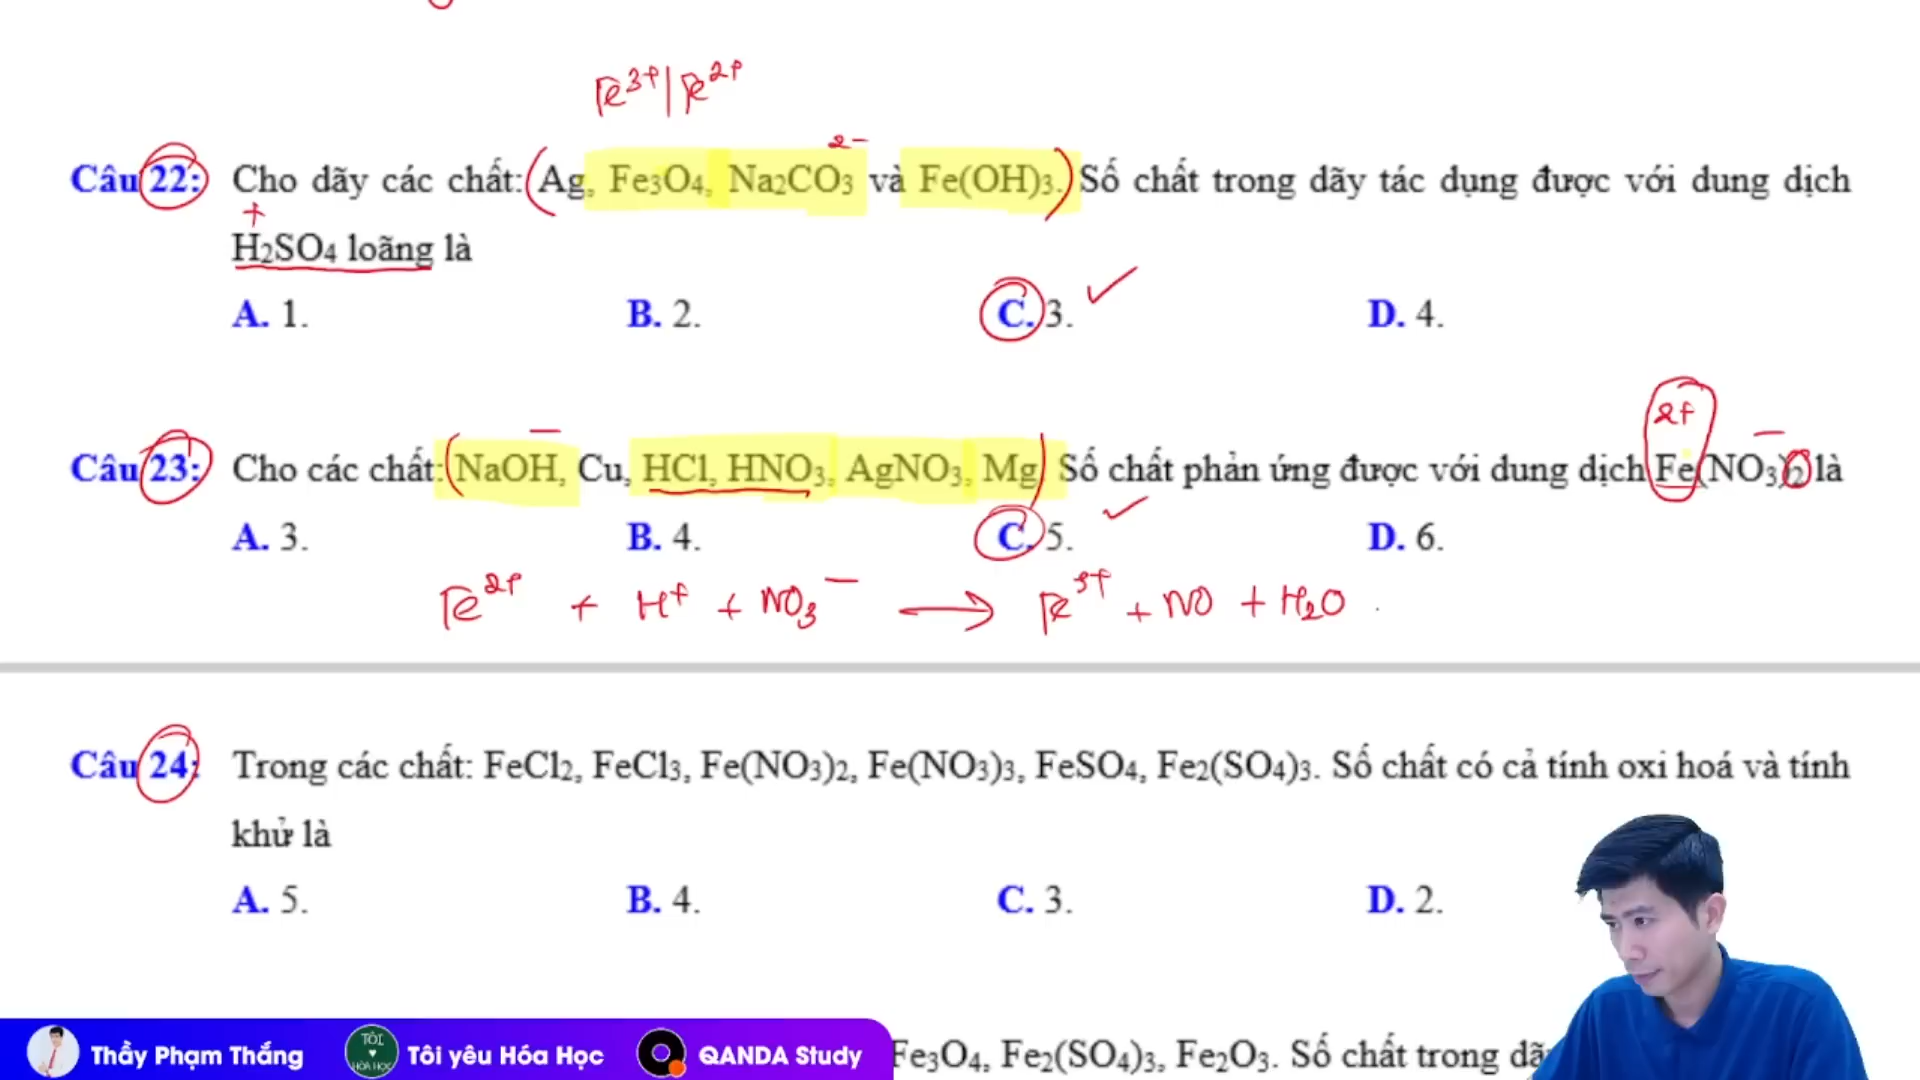 Fe³⁺ | Fe²⁺
2-
Câu 22: Cho dãy các chất: (Ag, Fe3O4, Na2CO3 và Fe(OH)3.) Số chất trong dãy tác dụng được với dung dịch
+
H2SO4 loãng là
A. 1. B. 2. C. 3. ✓ D. 4.
2+
Câu 23: Cho các chất: (NaOH, Cu, HCl, HNO3, AgNO3, Mg) Số chất phản ứng được với dung dịch Fe(NO3)2 là
A. 3. B. 4. C. 5. ✓ D. 6.
Fe²⁺ + H⁺ + NO₃⁻ → Fe³⁺ + NO + H₂O
Câu 24: Trong các chất: FeCl2, FeCl3, Fe(NO3)2, Fe(NO3)3, FeSO4, Fe2(SO4)3. Số chất có cả tính oxi hoá và tính
khử là
A. 5. B. 4. C. 3. D. 2.
Thầy Phạm Thắng TÔI ♥ HÓA HỌC Tôi yêu Hóa Học QANDA Study Fe3O4, Fe2(SO4)3, Fe2O3. Số chất trong dã